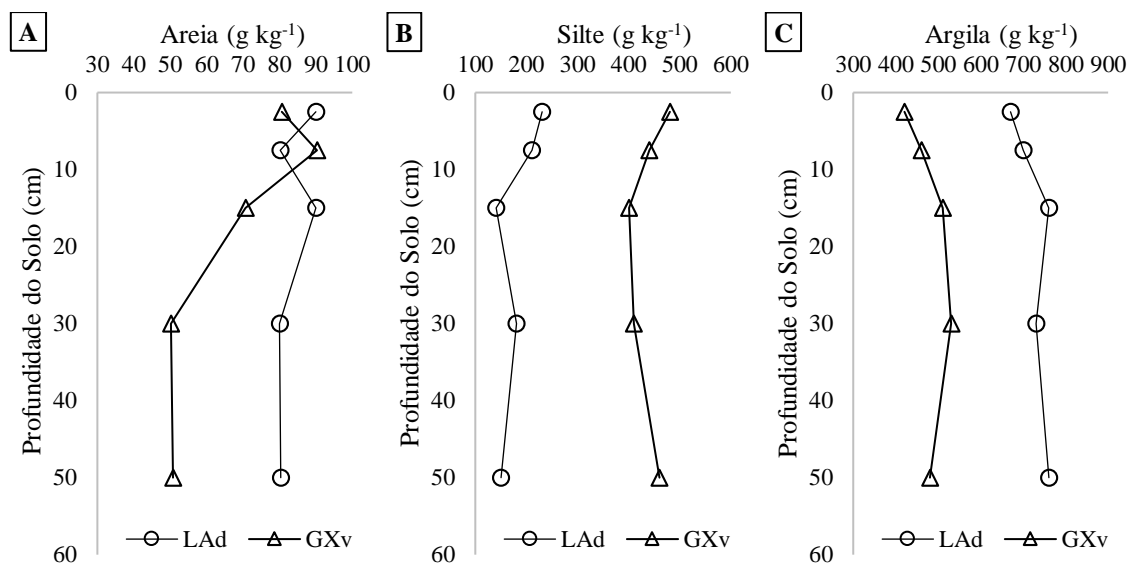 A
Areia (g kg⁻¹)
30 40 50 60 70 80 90 100
Profundidade do Solo (cm)
0
10
20
30
40
50
60
LAd GXv
B
Silte (g kg⁻¹)
100 200 300 400 500 600
Profundidade do Solo (cm)
0
10
20
30
40
50
60
LAd GXv
C
Argila (g kg⁻¹)
300 400 500 600 700 800 900
Profundidade do Solo (cm)
0
10
20
30
40
50
60
LAd GXv